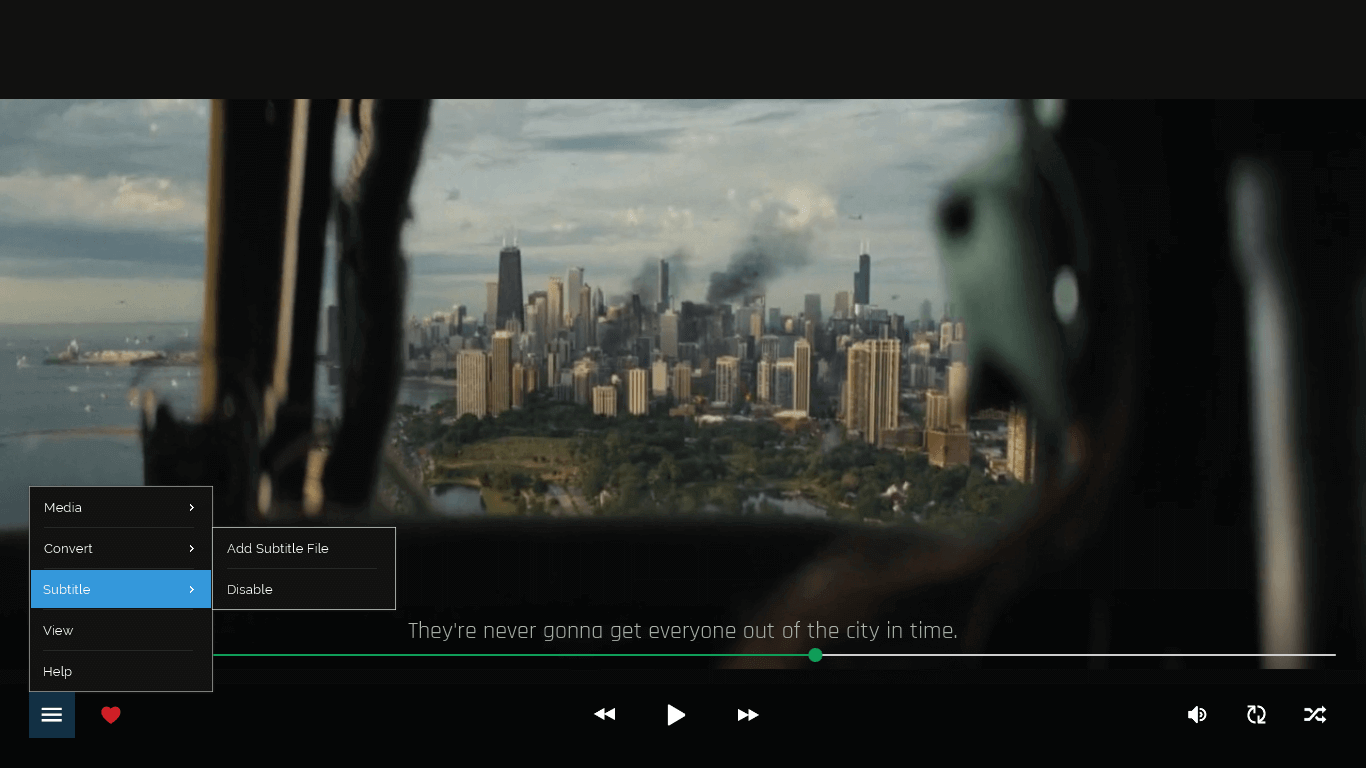 Media
Convert
Subtitle
View
Help
Add Subtitle File
Disable
They're never gonna get everyone out of the city in time.